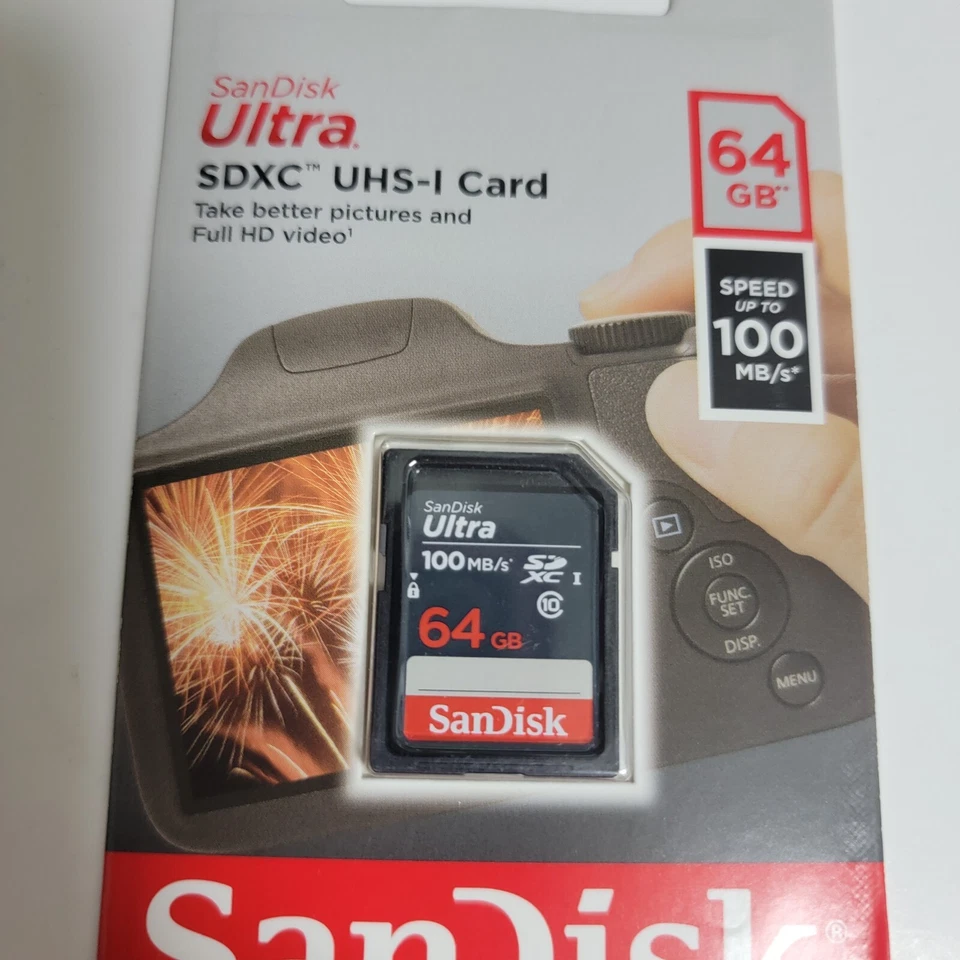 SanDisk
Ultra®
SDXC™ UHS-I Card
Take better pictures and
Full HD video¹
64
GB**
SPEED
UP TO
100
MB/s*
SanDisk
Ultra
100MB/s*
SD
XC I
10
64 GB
SanDisk
ISO
FUNC.
SET
DISP.
MENU
SanDisk®